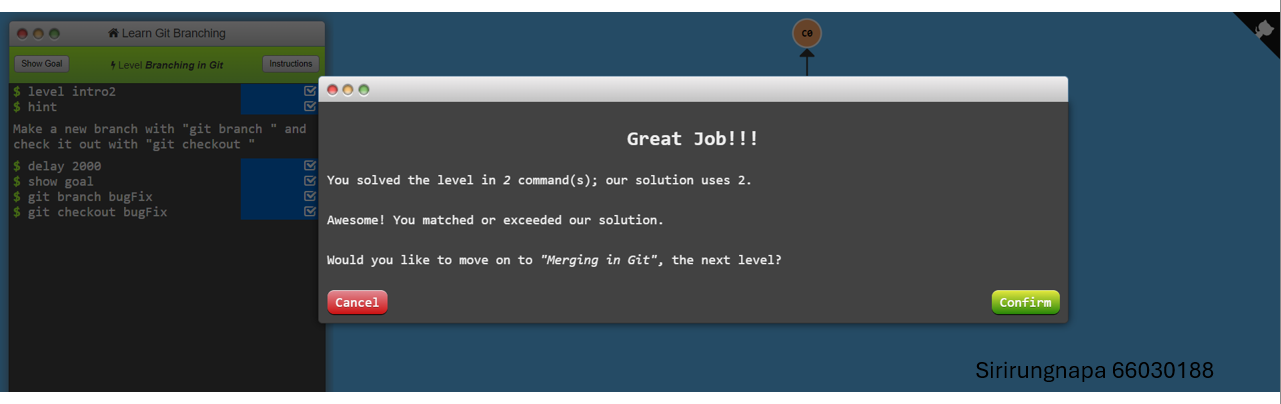 Learn Git Branching
Show Goal
Level Branching in Git
Instructions
$ level intro2
$ hint
Make a new branch with "git branch " and
check it out with "git checkout "
$ delay 2000
$ show goal
$ git branch bugFix
$ git checkout bugFix
C0
Great Job!!!
You solved the level in 2 command(s); our solution uses 2.
Awesome! You matched or exceeded our solution.
Would you like to move on to "Merging in Git", the next level?
Cancel
Confirm
Sirirungnapa 66030188